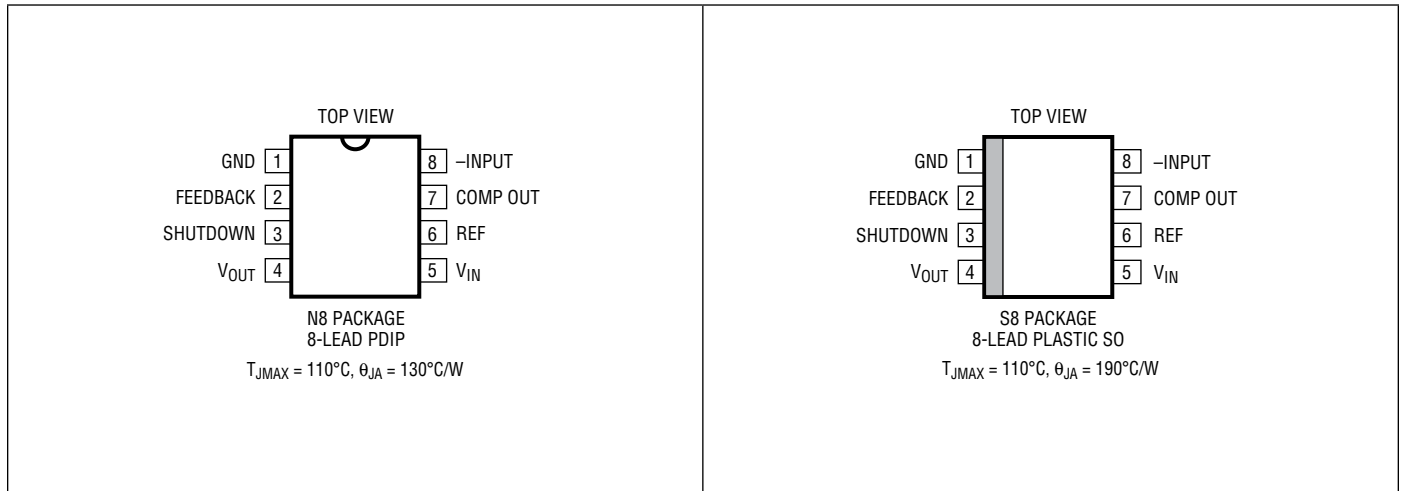 TOP VIEW
GND 1
8 –INPUT
FEEDBACK 2
7 COMP OUT
SHUTDOWN 3
6 REF
VOUT 4
5 VIN
N8 PACKAGE
8-LEAD PDIP
TJMAX = 110°C, θJA = 130°C/W
TOP VIEW
GND 1
8 –INPUT
FEEDBACK 2
7 COMP OUT
SHUTDOWN 3
6 REF
VOUT 4
5 VIN
S8 PACKAGE
8-LEAD PLASTIC SO
TJMAX = 110°C, θJA = 190°C/W